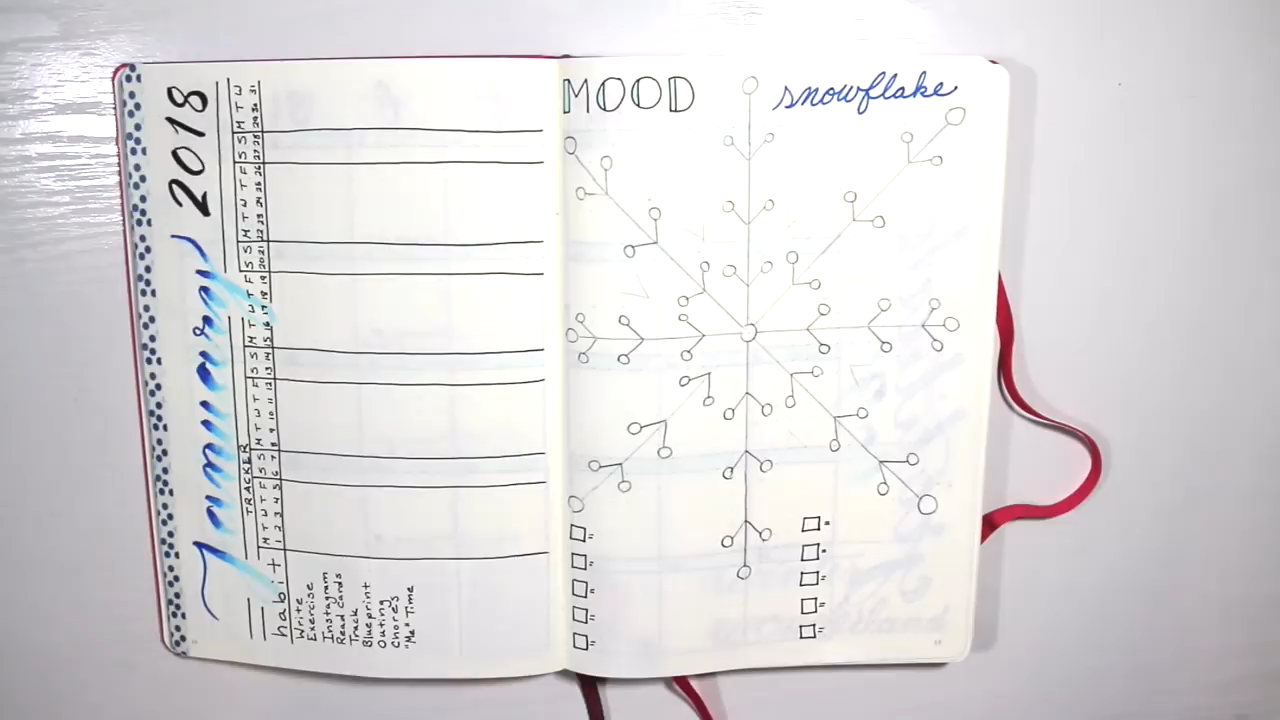 January 2018
TRACKER
M T W T F S S M T W T F S S M T W T F S S M T W T F S S M T W
habit 1 2 3 4 5 6 7 8 9 10 11 12 13 14 15 16 17 18 19 20 21 22 23 24 25 26 27 28 29 30 31
Write
Exercise
Instagram
Read Cards
Track
Blueprint
Outing
Chores
"Me" Time
MOOD snowflake
=
=
=
=
=
=
=
=
=
=